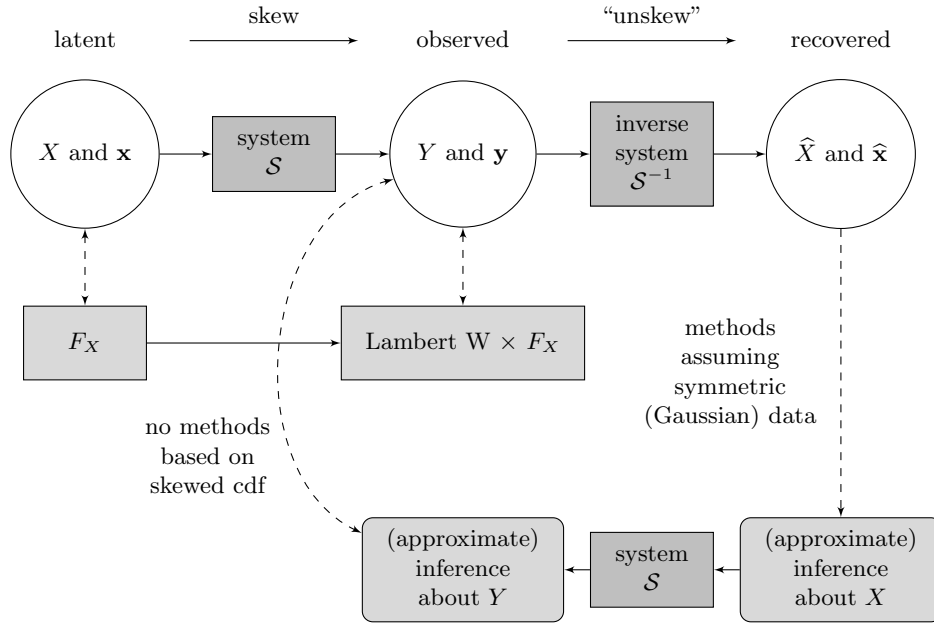 skew
“unskew”
latent
observed
recovered
X and x
system
S
Y and y
inverse
system
S⁻¹
X̂ and x̂
F_X
Lambert W × F_X
methods
assuming
symmetric
(Gaussian) data
no methods
based on
skewed cdf
(approximate)
inference
about Y
system
S
(approximate)
inference
about X